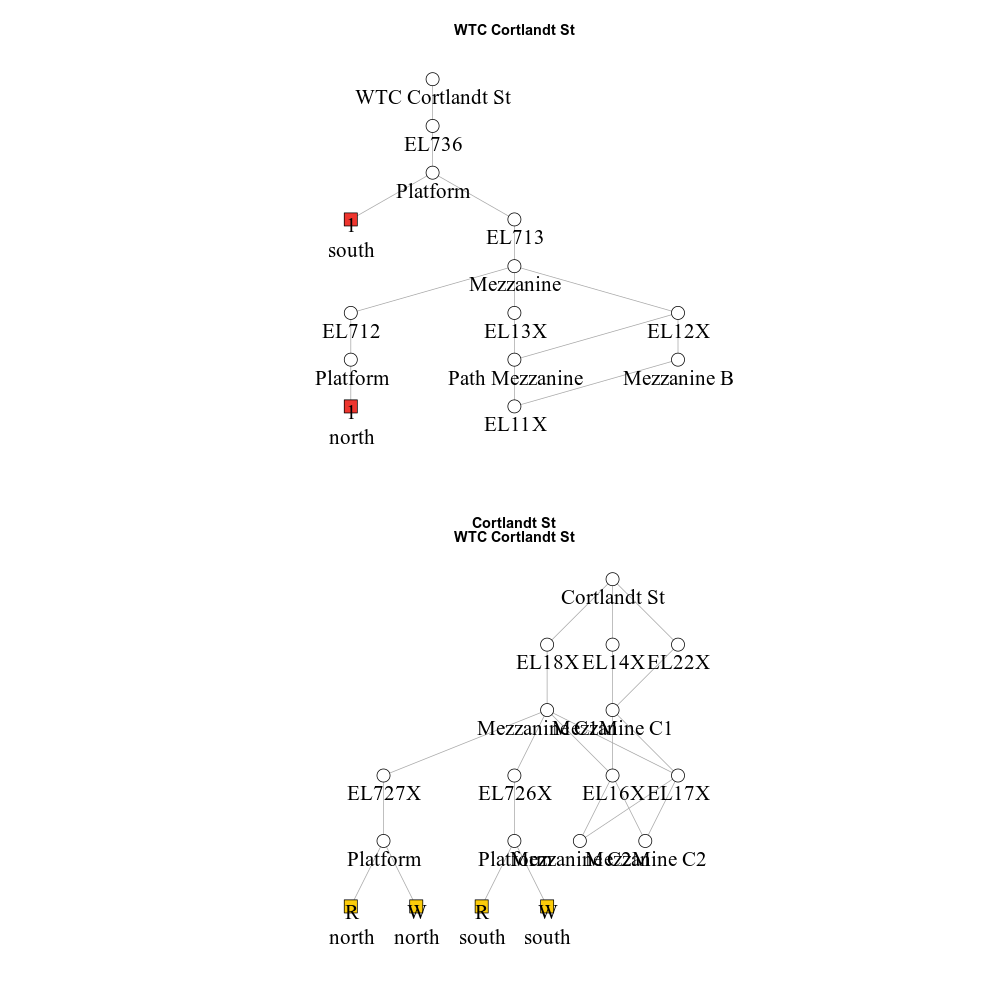 WTC Cortlandt St
WTC Cortlandt St
EL736
Platform
1
south
EL713
Mezzanine
EL712 EL13X EL12X
Platform Path Mezzanine Mezzanine B
1
north
EL11X
Cortlandt St
WTC Cortlandt St
Cortlandt St
EL18X EL14X EL22X
Mezzanine C1 Mezzanine C1
EL727X EL726X EL16X EL17X
Platform Platform Mezzanine C2 Mezzanine C2
R W R W
north north south south